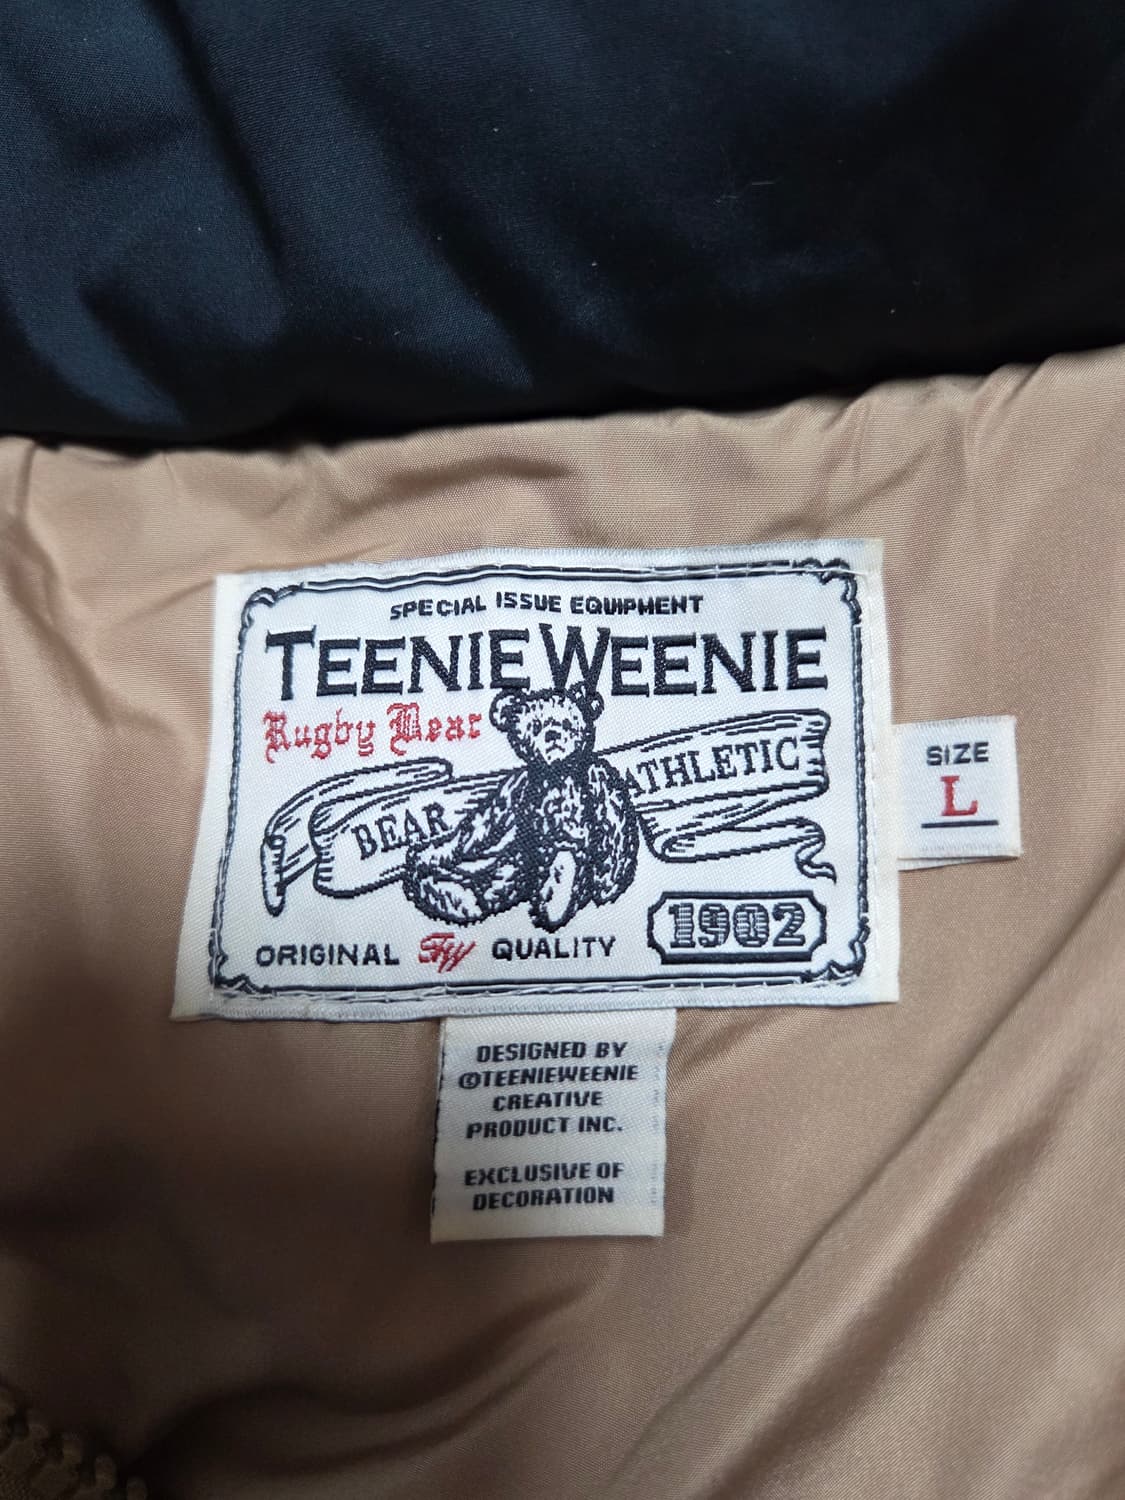 SPECIAL ISSUE EQUIPMENT
TEENIE WEENIE
Rugby Bear
BEAR ATHLETIC
ORIGINAL TW QUALITY
1902
SIZE
L
DESIGNED BY
©TEENIEWEENIE
CREATIVE
PRODUCT INC.
EXCLUSIVE OF
DECORATION